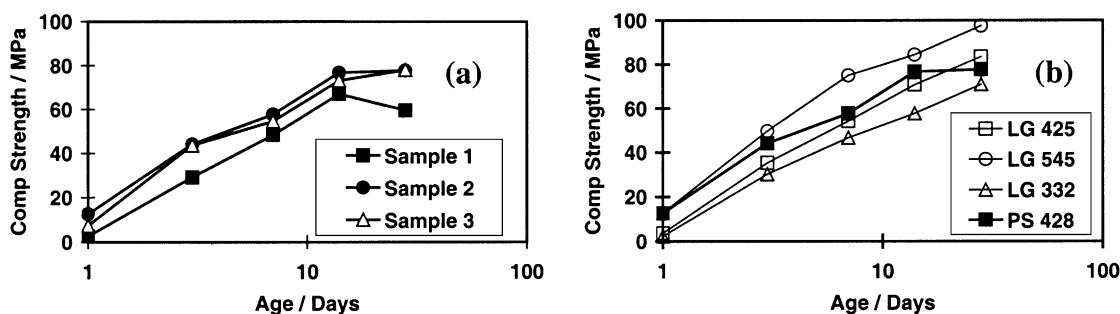 100
80
60
40
20
0
Comp Strength / MPa
(a)
Sample 1
Sample 2
Sample 3
1
10
100
Age / Days
100
80
60
40
20
0
Comp Strength / MPa
(b)
LG 425
LG 545
LG 332
PS 428
1
10
100
Age / Days